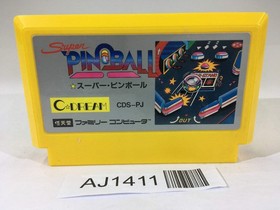 Super
PINBALL
スーパー・ピンボール
C*DREAM
CDS-PJ
任天堂 ファミリー コンピュータ
OUT
AJ1411